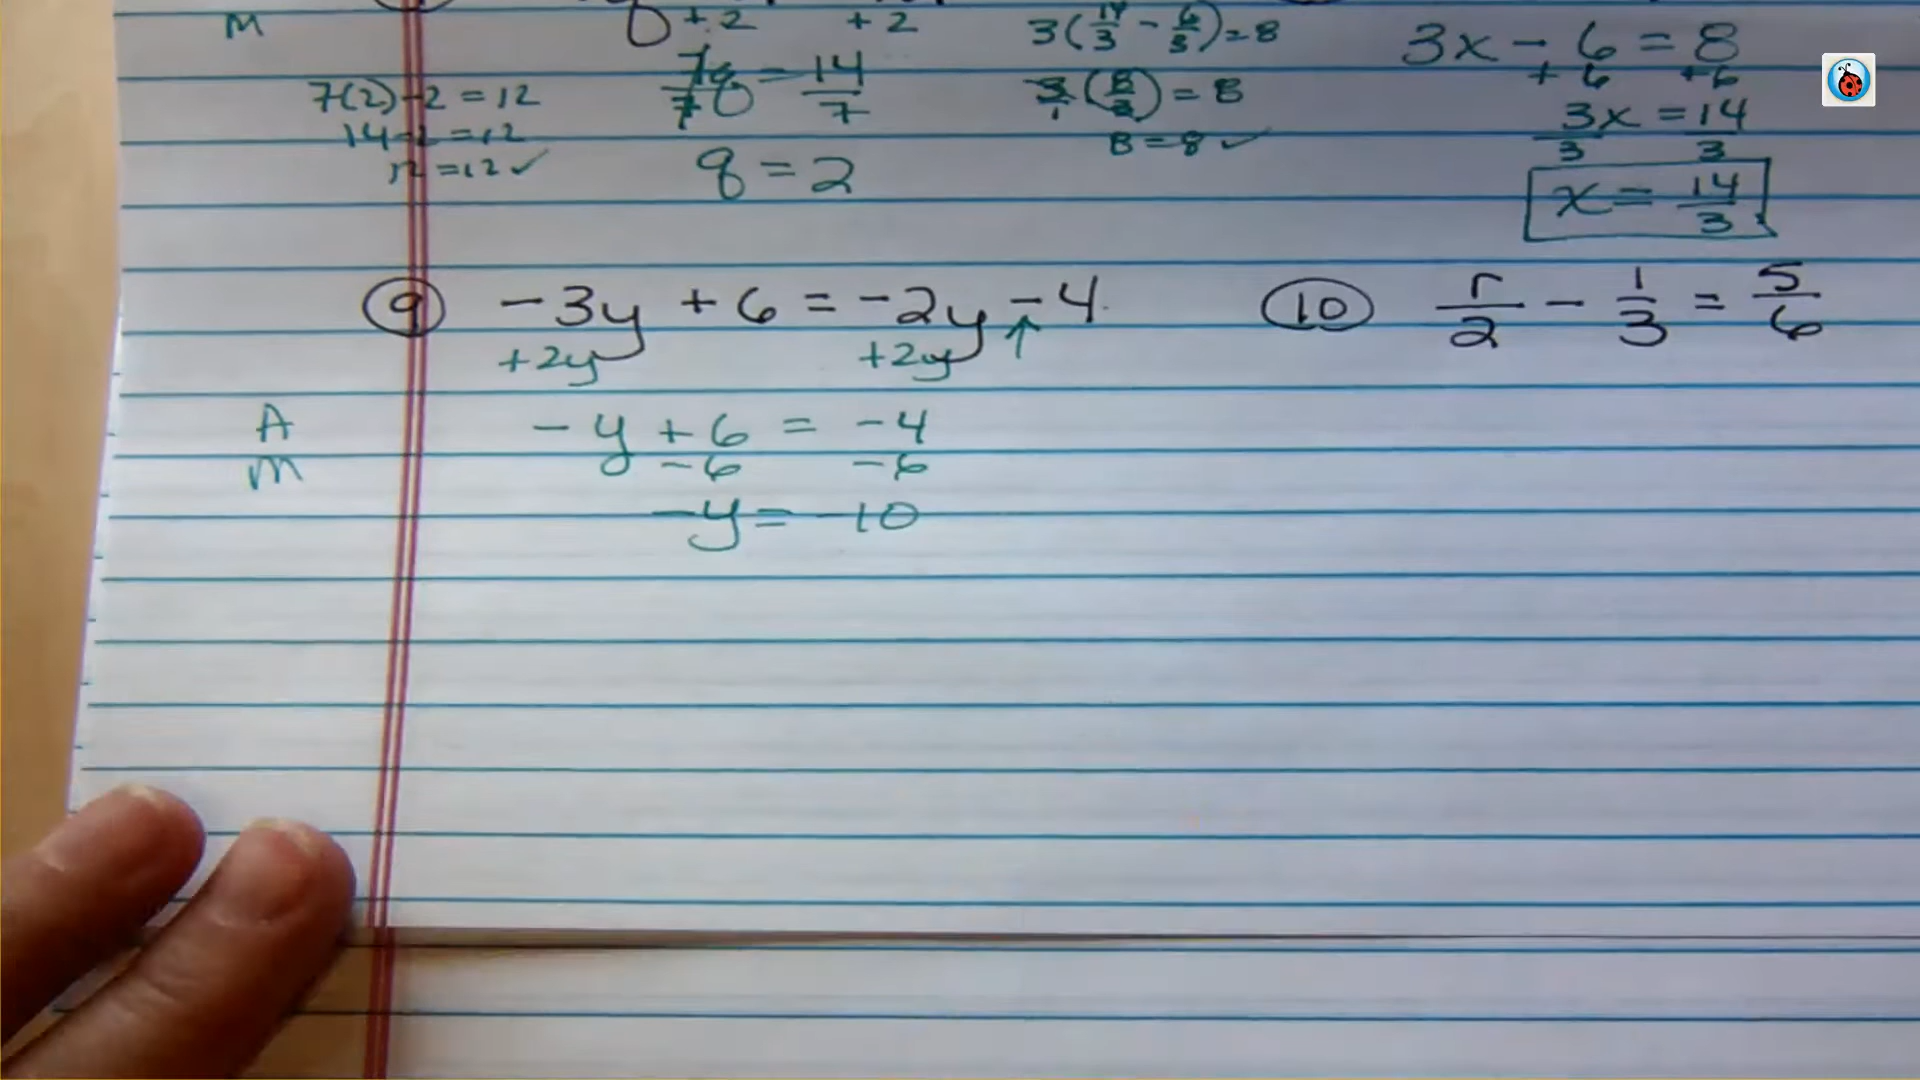 M
+2 +2
7q/7 = 14/7
q = 2
7(2)-2 = 12
14-2 = 12
12 = 12 ✓
3(14/3 - 6/3) = 8
3/1(8/3) = 8
8 = 8 ✓
3x - 6 = 8
+6 +6
3x/3 = 14/3
x = 14/3
9 -3y + 6 = -2y - 4
+2y +2y ↑
A -y + 6 = -4
M -6 -6
-y = -10
10 r/2 - 1/3 = 5/6